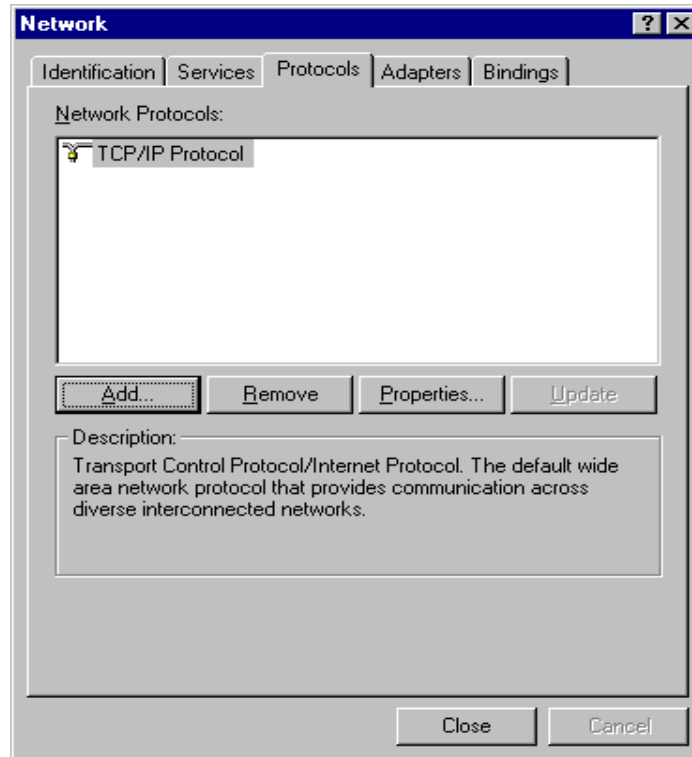 Network
Identification Services Protocols Adapters Bindings
Network Protocols:
TCP/IP Protocol
Add... Remove Properties... Update
Description:
Transport Control Protocol/Internet Protocol. The default wide
area network protocol that provides communication across
diverse interconnected networks.
Close Cancel